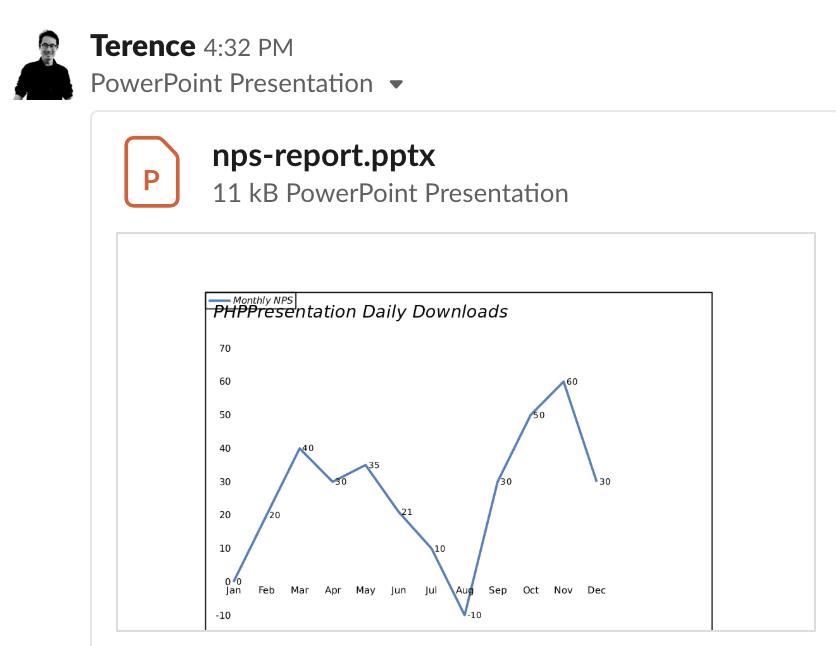 Terence 4:32 PM
PowerPoint Presentation
P
nps-report.pptx
11 kB PowerPoint Presentation
Monthly NPS
PHPPresentation Daily Downloads
70
60
60
50
50
40
40
30
30
35
30
30
20
20
21
10
10
0
0
Jan Feb Mar Apr May Jun Jul Aug Sep Oct Nov Dec
-10
-10